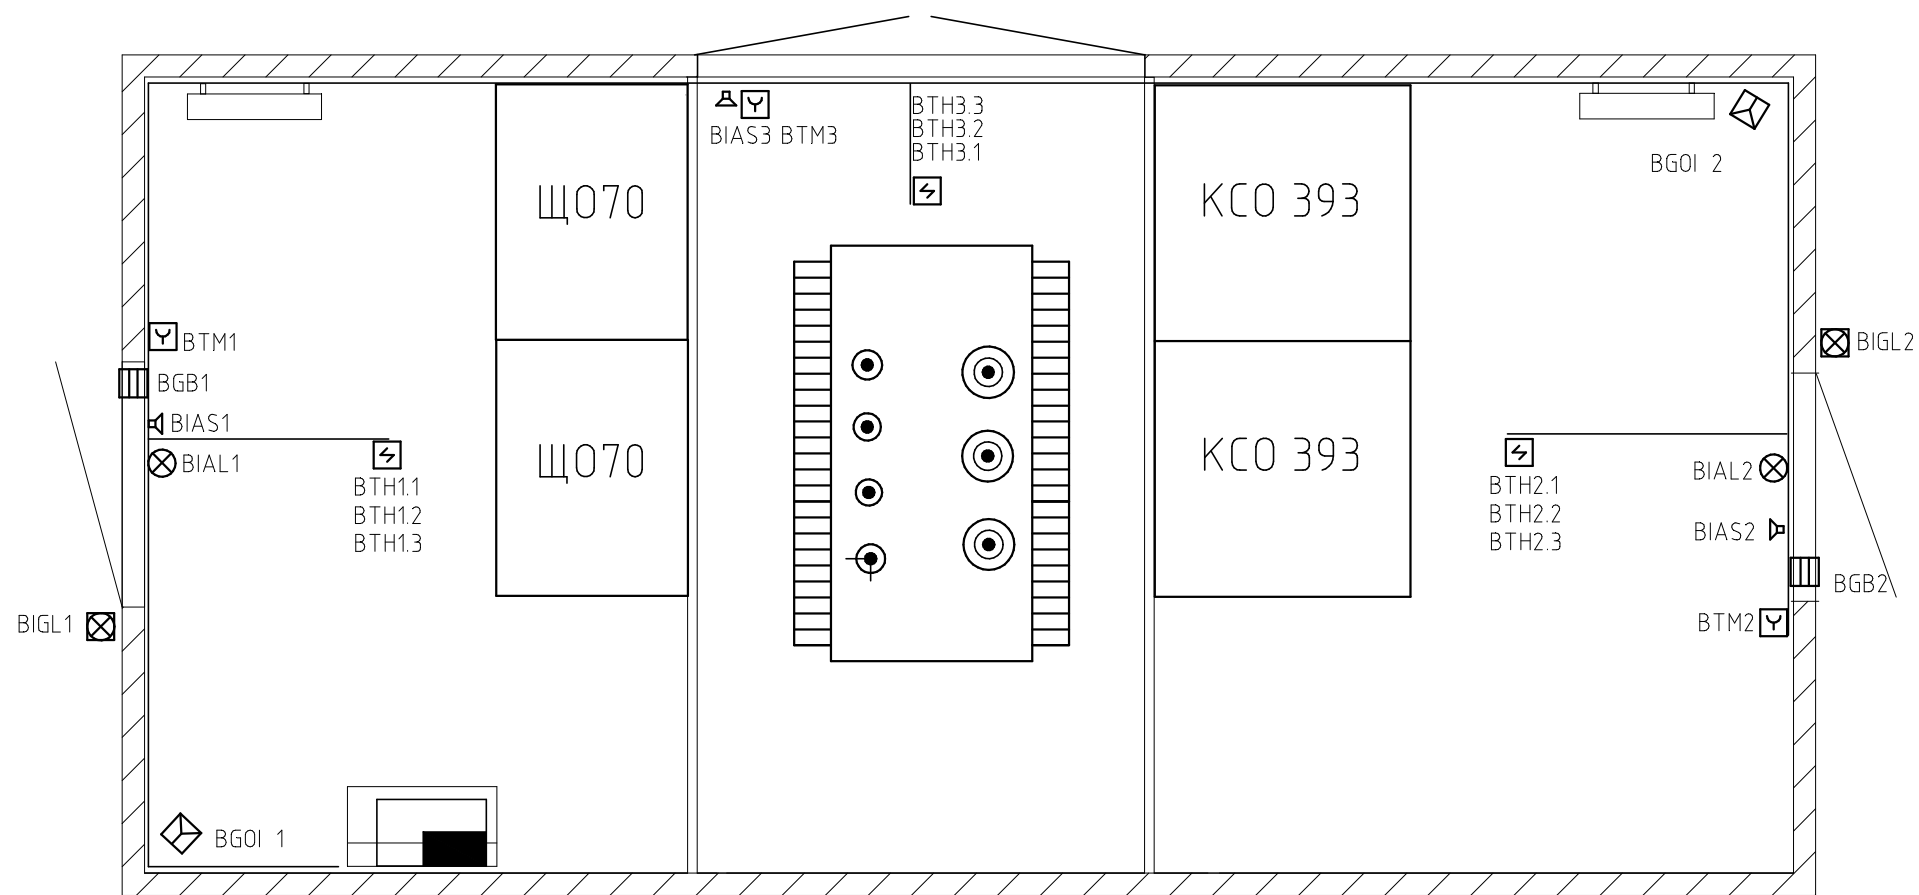 BIAS3 BTM3
BTH3.3
BTH3.2
BTH3.1
BGOI 2
ЩО70
КСО 393
BTM1
BIGL2
BGB1
BIAS1
BIAL1
ЩО70
КСО 393
BTH1.1
BTH1.2
BTH1.3
BTH2.1
BTH2.2
BTH2.3
BIAL2
BIAS2
BGB2
BIGL1
BTM2
BGOI 1